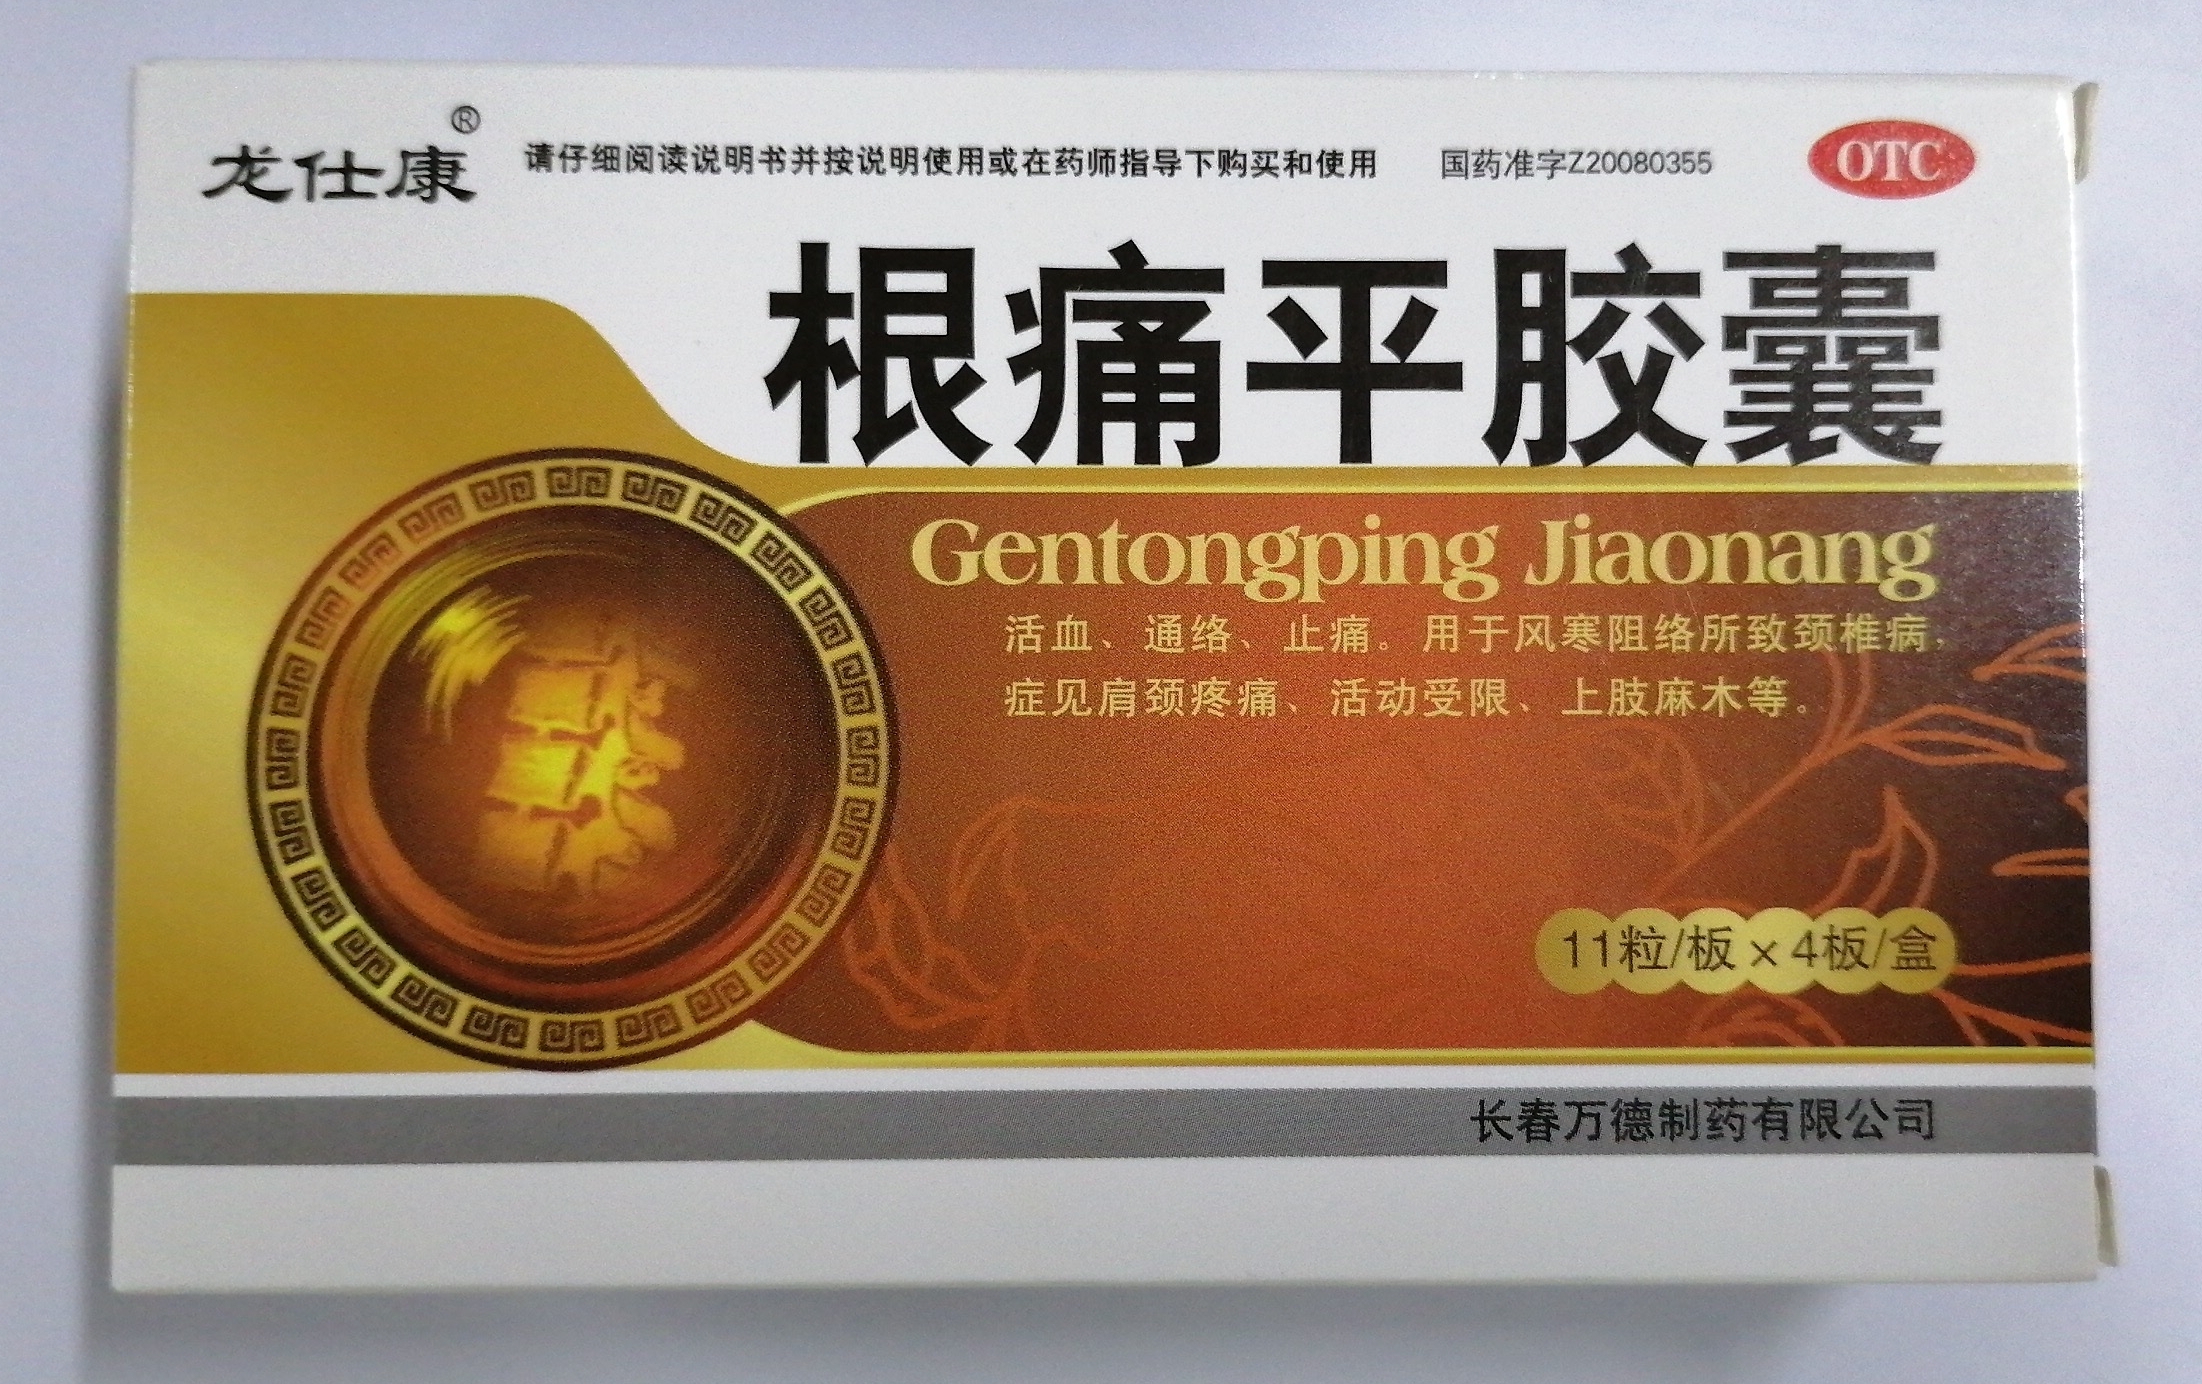 龙仕康®
请仔细阅读说明书并按说明使用或在药师指导下购买和使用
国药准字Z20080355
OTC
根痛平胶囊
Gentongping Jiaonang
活血、通络、止痛。用于风寒阻络所致颈椎病,
症见肩颈疼痛、活动受限、上肢麻木等。
11粒/板×4板/盒
长春万德制药有限公司